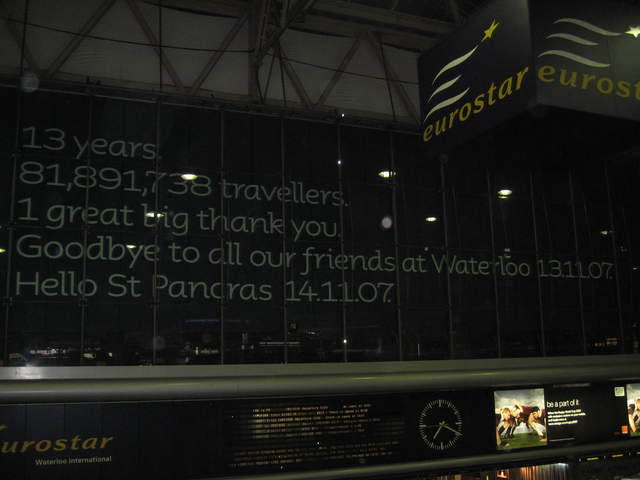 eurostar
eurostar
13 years.
81,891,738 travellers.
1 great big thank you.
Goodbye to all our friends at Waterloo 13.11.07.
Hello St Pancras 14.11.07.
eurostar
Waterloo International
be a part of it